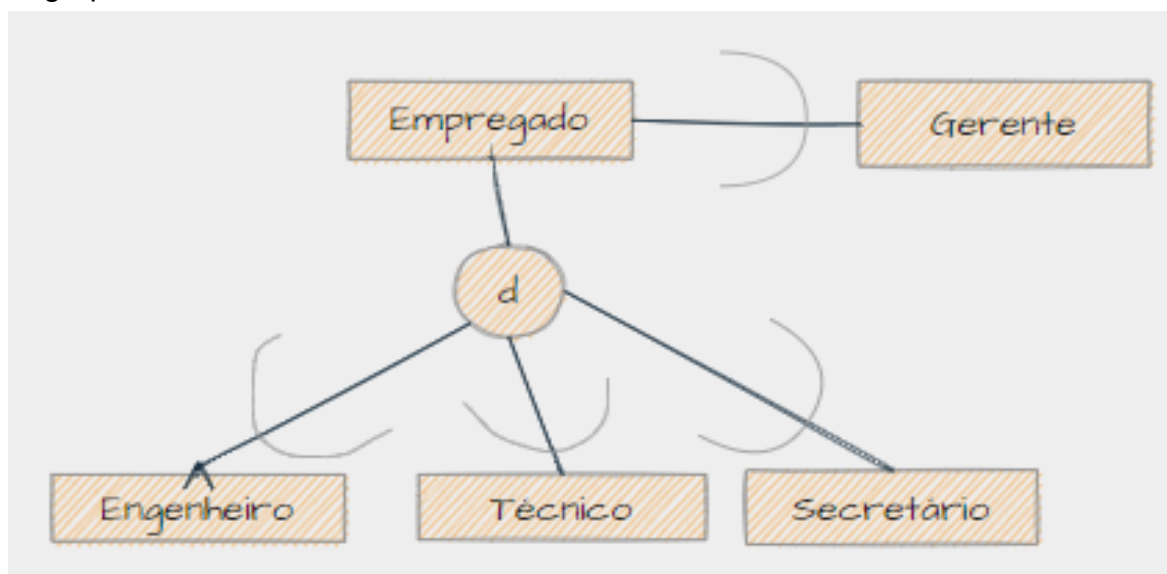 Empregado
Gerente
d
Engenheiro
Técnico
Secretário